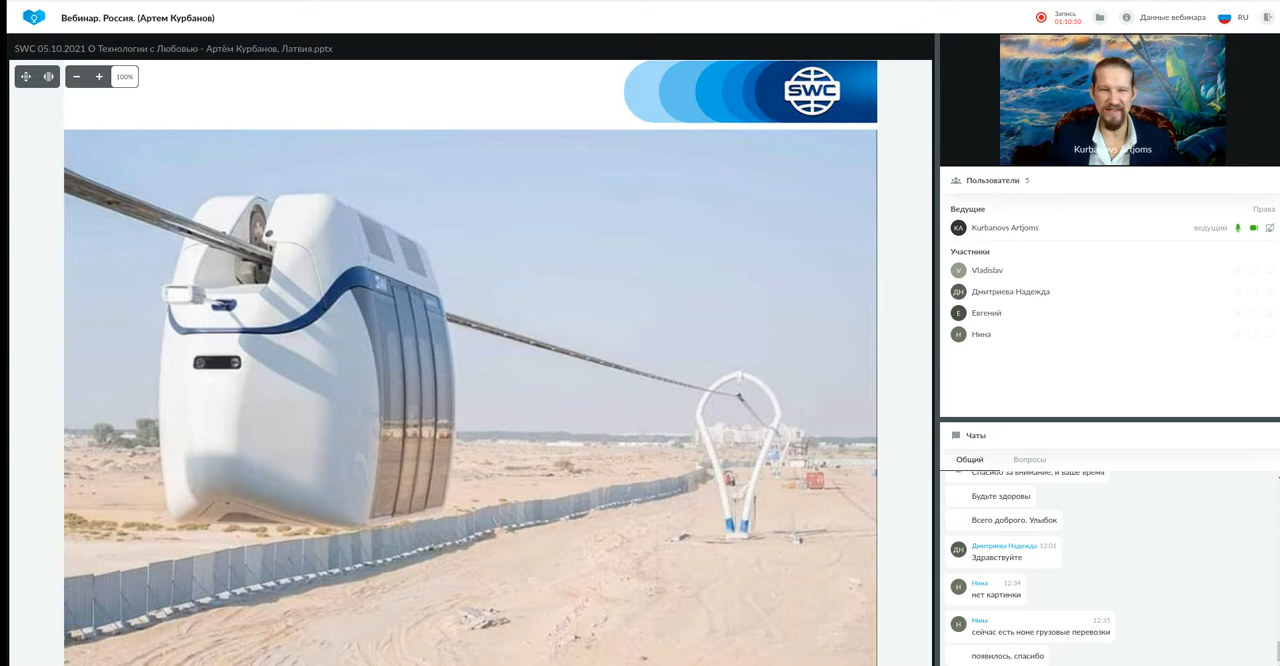 Вебинар. Россия. (Артем Курбанов)
Запись
01:10:50
Данные вебинара
RU
SWC 05.10.2021 О Технологии с Любовью - Артём Курбанов, Латвия.pptx
100%
SWC
Kurbanovs Artjoms
Пользователи 5
Ведущие
Права
KA
Kurbanovs Artjoms
ведущий
Участники
V
Vladislav
ДН
Дмитриева Надежда
Е
Евгений
Н
Нина
Чаты
Общий
Вопросы
Спасибо за внимание, и ваше время
Будьте здоровы
Всего доброго. Улыбок
ДН
Дмитриева Надежда 12:01
Здравствуйте
Н
Нина 12:34
нет картинки
Н
Нина 12:35
сейчас есть ноне грузовые перевозки
появилось, спасибо